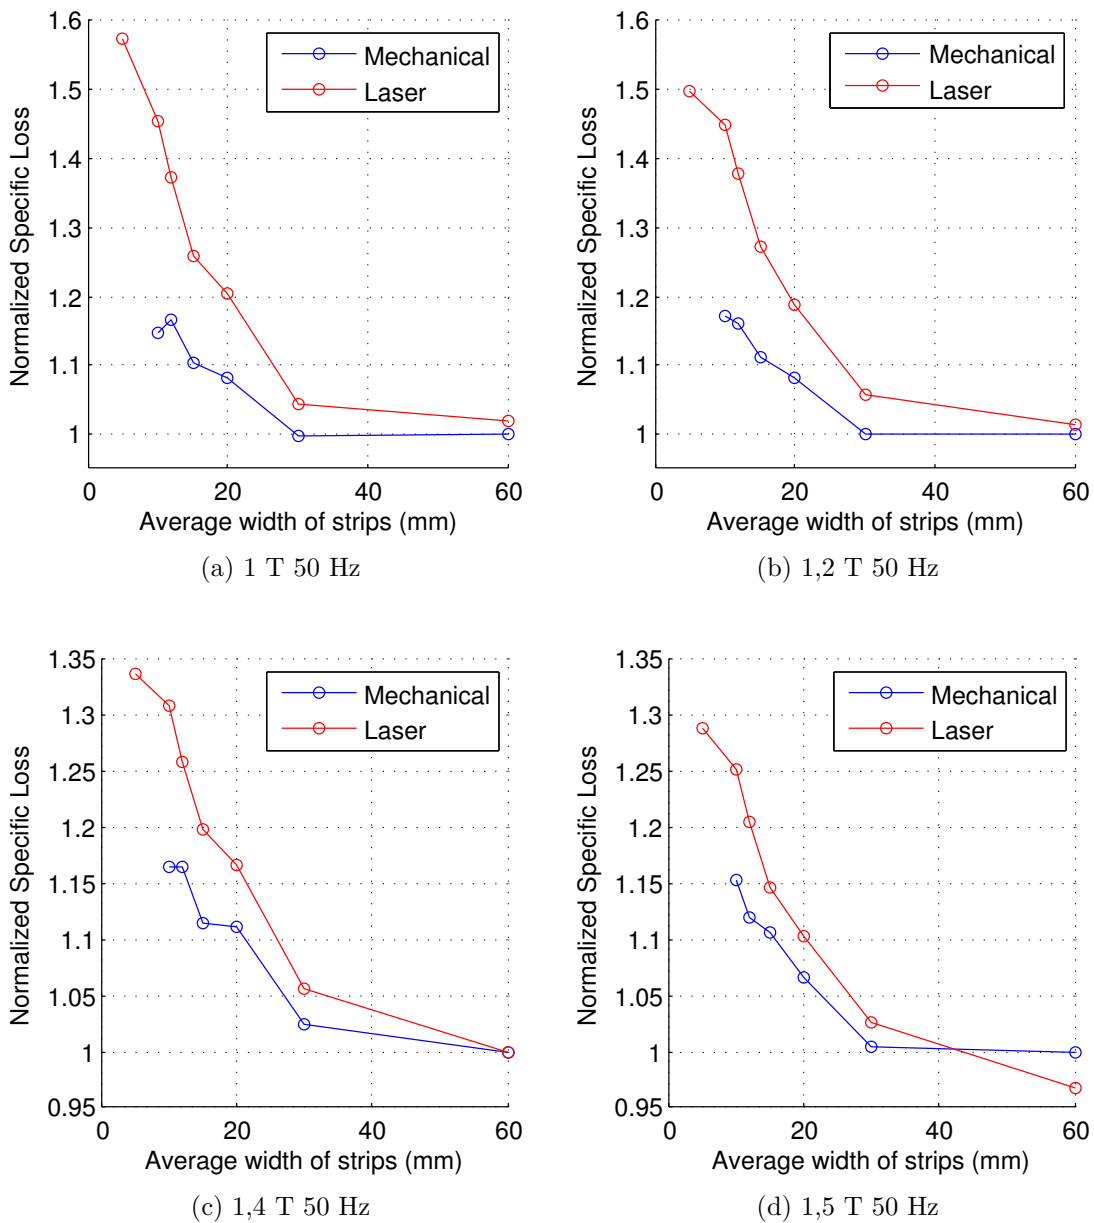 1.6
1.5
1.4
1.3
1.2
1.1
1
Normalized Specific Loss
Mechanical
Laser
0 20 40 60
Average width of strips (mm)
(a) 1 T 50 Hz
1.6
1.5
1.4
1.3
1.2
1.1
1
Normalized Specific Loss
Mechanical
Laser
0 20 40 60
Average width of strips (mm)
(b) 1,2 T 50 Hz
1.35
1.3
1.25
1.2
1.15
1.1
1.05
1
0.95
Normalized Specific Loss
Mechanical
Laser
0 20 40 60
Average width of strips (mm)
(c) 1,4 T 50 Hz
1.35
1.3
1.25
1.2
1.15
1.1
1.05
1
0.95
Normalized Specific Loss
Mechanical
Laser
0 20 40 60
Average width of strips (mm)
(d) 1,5 T 50 Hz